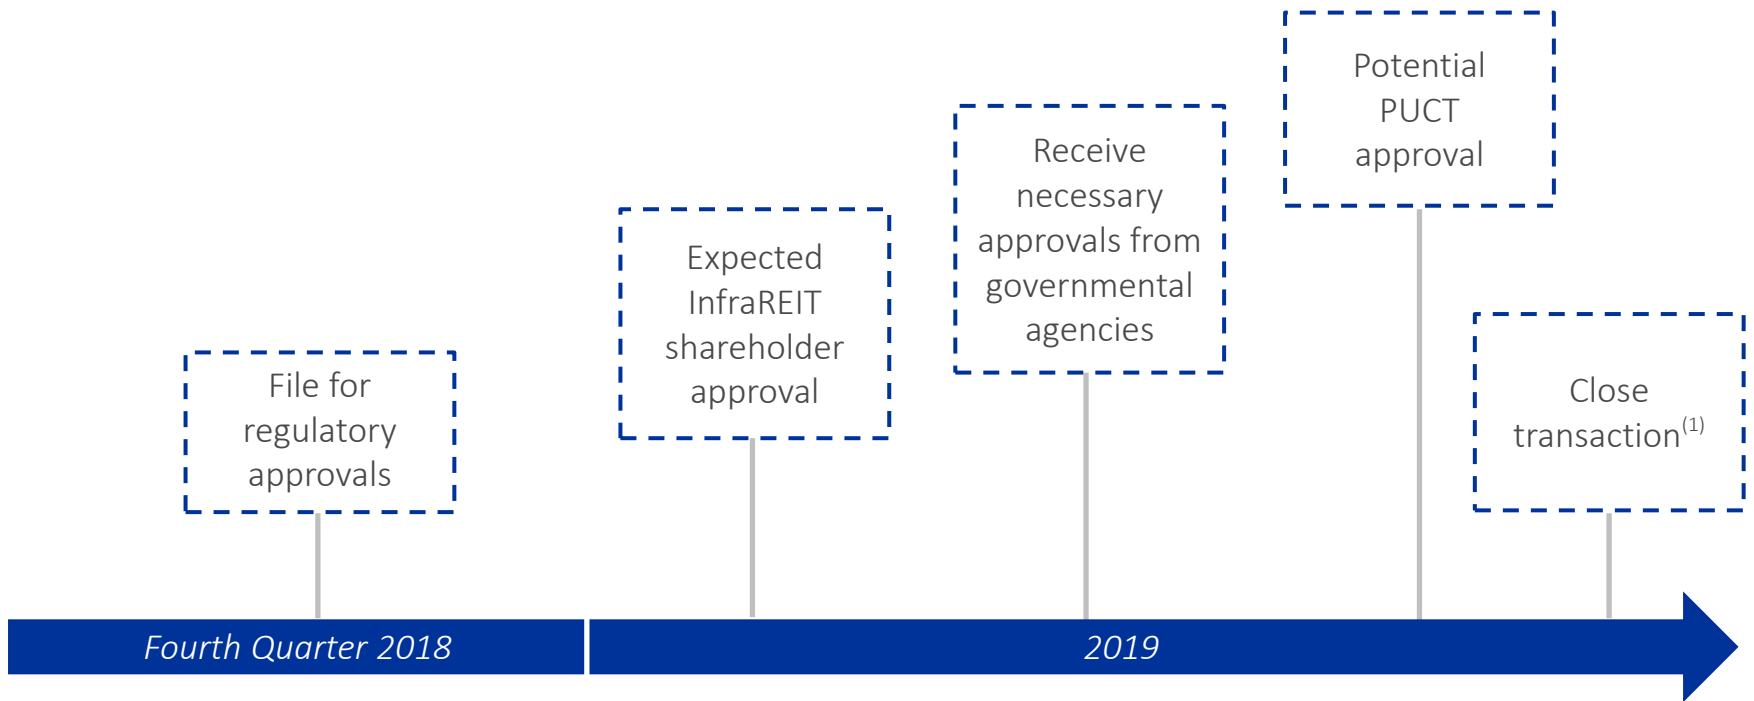 File for
regulatory
approvals
Expected
InfraREIT
shareholder
approval
Receive
necessary
approvals from
governmental
agencies
Potential
PUCT
approval
Close
transaction(1)
Fourth Quarter 2018
2019